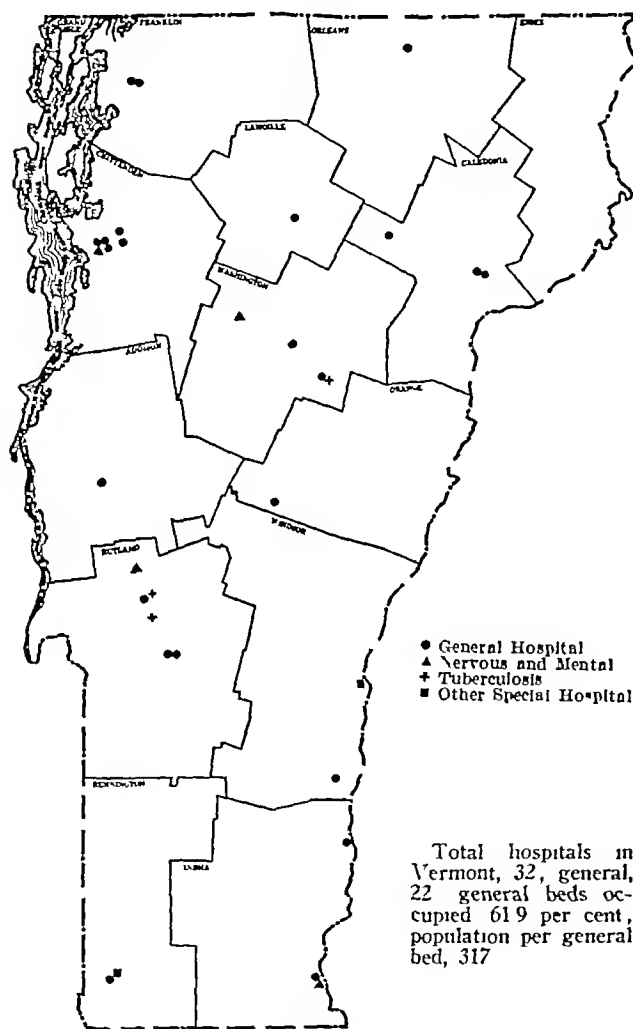 GRAND ISLE
FRANKLIN
ORLEANS
ESSEX
LAMOILLE
CHITTENDEN
CALEDONIA
WASHINGTON
ADDISON
ORANGE
WINDSOR
RUTLAND
● General Hospital
▲ Nervous and Mental
+ Tuberculosis
■ Other Special Hospital
BENNINGTON
Total hospitals in
Vermont, 32, general,
22 general beds oc-
cupied 61 9 per cent,
population per general
bed, 317